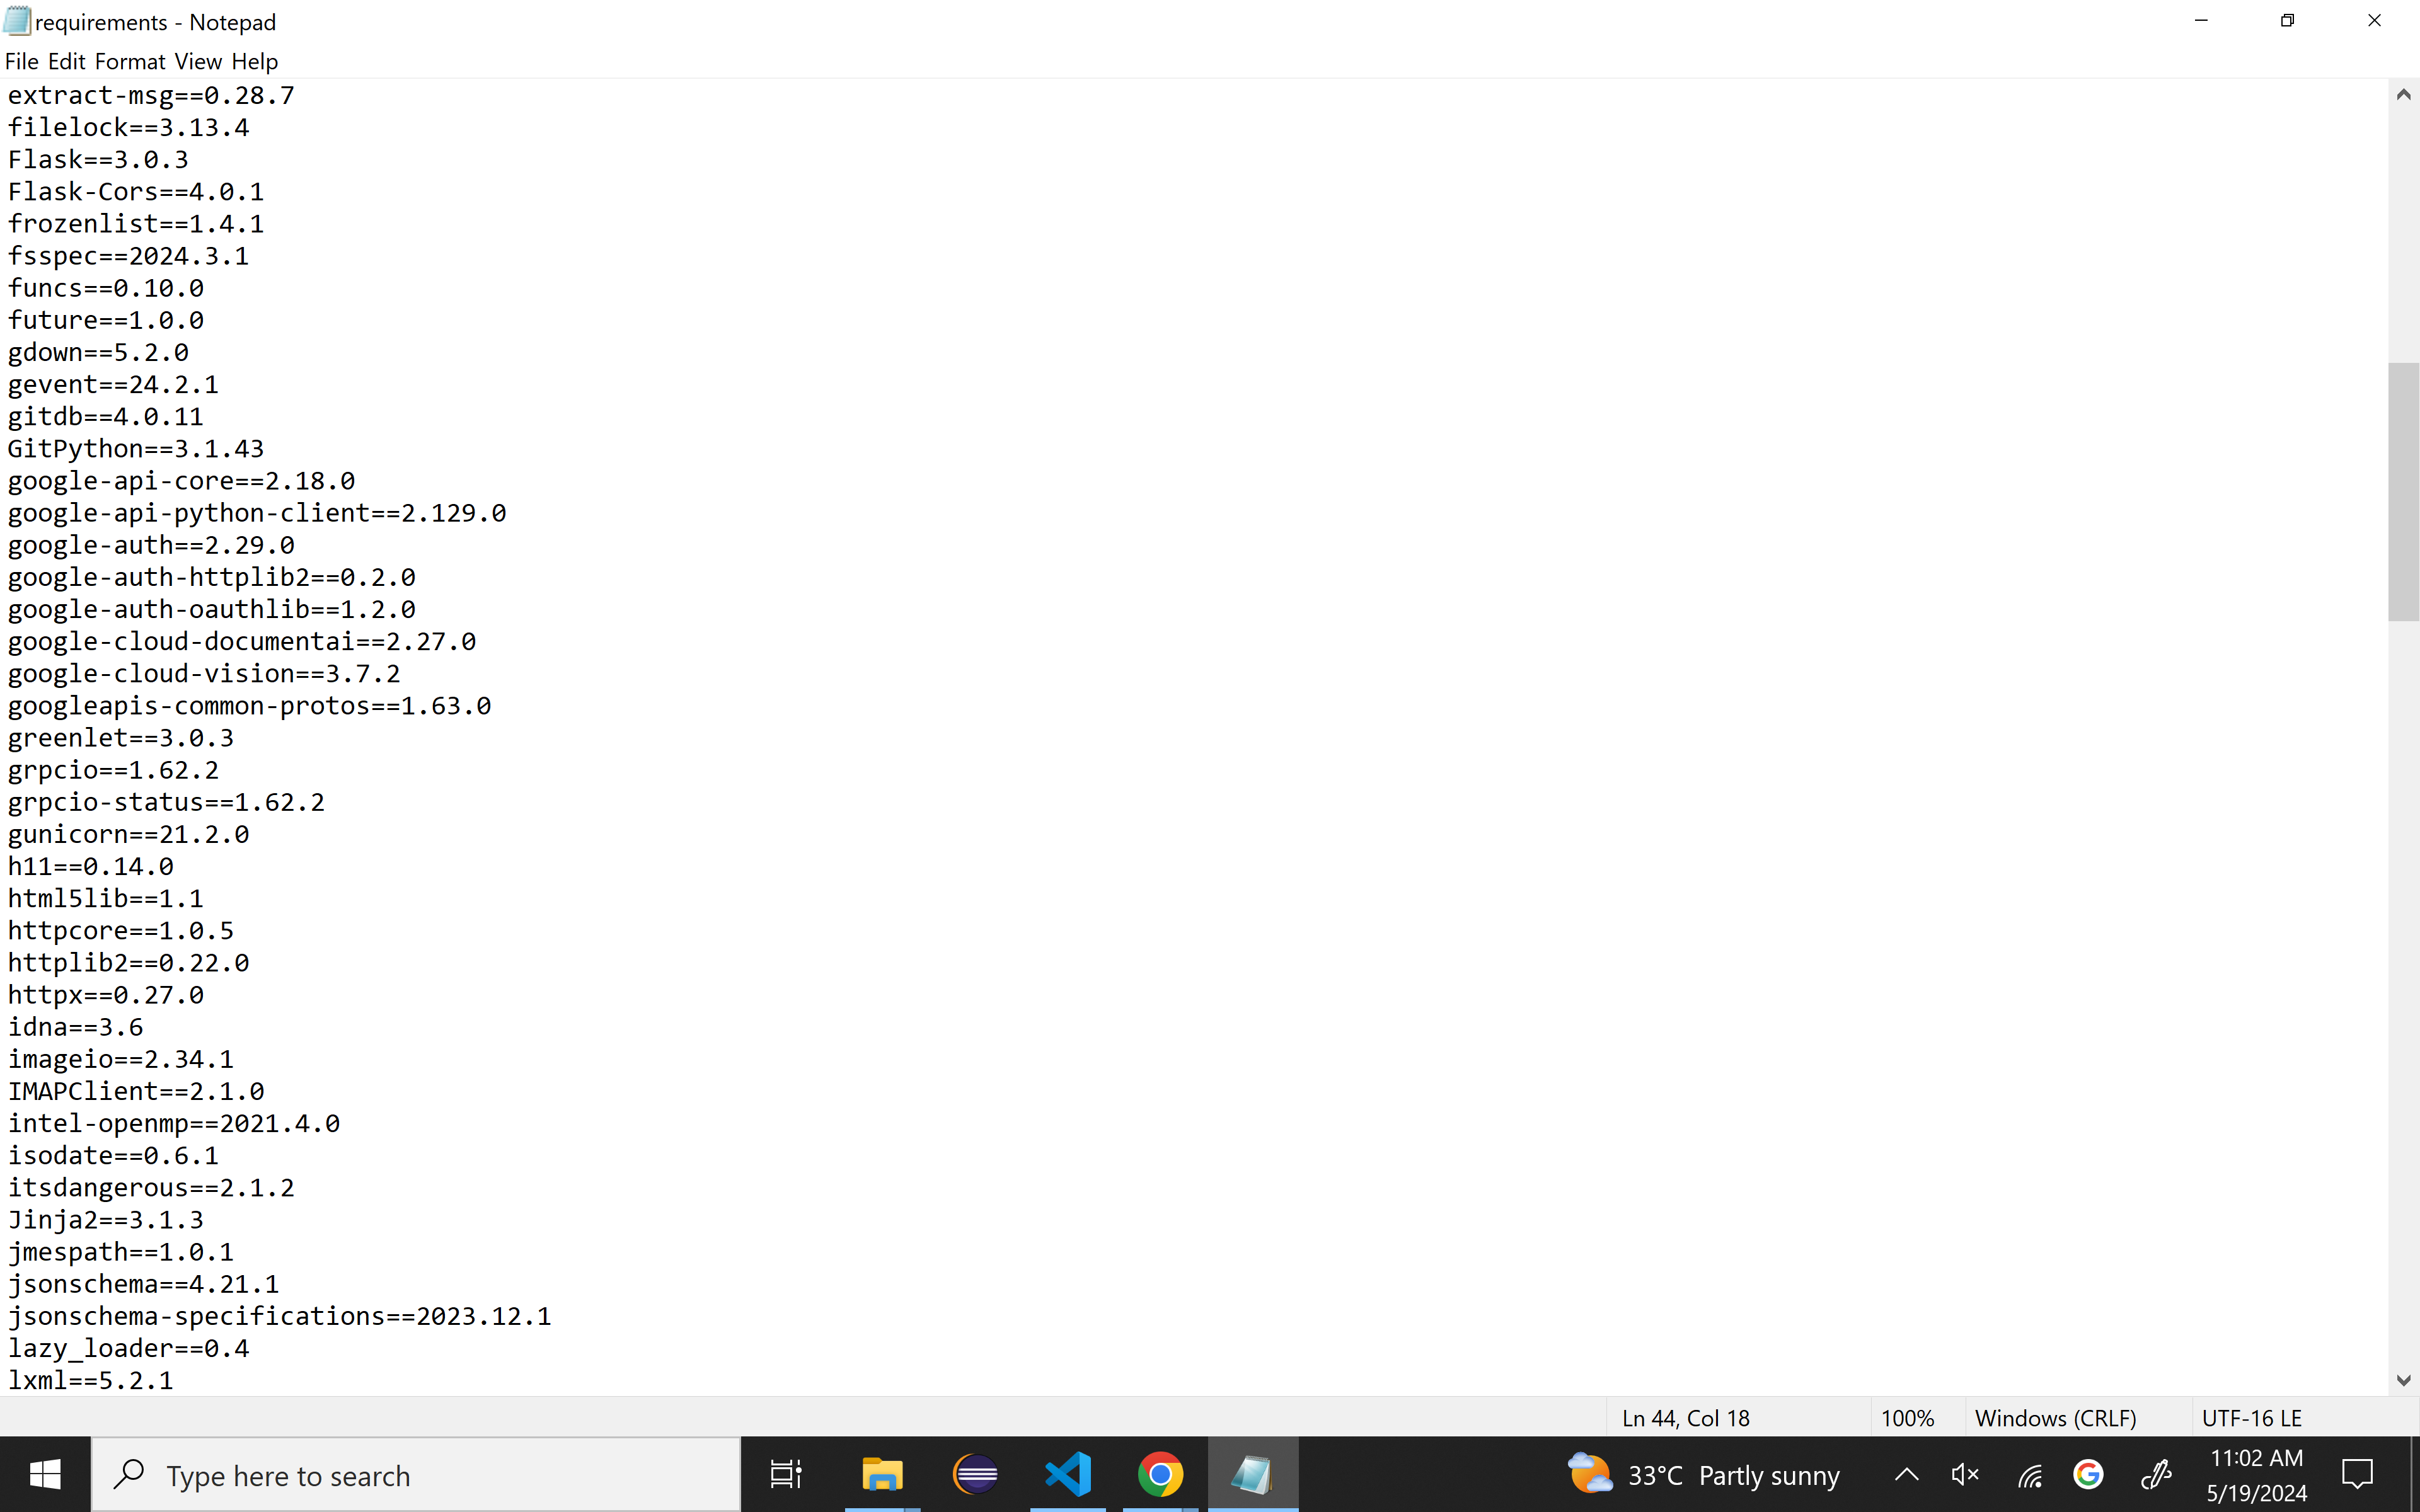 requirements - Notepad
File Edit Format View Help
extract-msg==0.28.7
filelock==3.13.4
Flask==3.0.3
Flask-Cors==4.0.1
frozenlist==1.4.1
fsspec==2024.3.1
funcs==0.10.0
future==1.0.0
gdown==5.2.0
gevent==24.2.1
gitdb==4.0.11
GitPython==3.1.43
google-api-core==2.18.0
google-api-python-client==2.129.0
google-auth==2.29.0
google-auth-httplib2==0.2.0
google-auth-oauthlib==1.2.0
google-cloud-documentai==2.27.0
google-cloud-vision==3.7.2
googleapis-common-protos==1.63.0
greenlet==3.0.3
grpcio==1.62.2
grpcio-status==1.62.2
gunicorn==21.2.0
h11==0.14.0
html5lib==1.1
httpcore==1.0.5
httplib2==0.22.0
httpx==0.27.0
idna==3.6
imageio==2.34.1
IMAPClient==2.1.0
intel-openmp==2021.4.0
isodate==0.6.1
itsdangerous==2.1.2
Jinja2==3.1.3
jmespath==1.0.1
jsonschema==4.21.1
jsonschema-specifications==2023.12.1
lazy_loader==0.4
lxml==5.2.1
Ln 44, Col 18 100% Windows (CRLF) UTF-16 LE
Type here to search 33°C Partly sunny 11:02 AM
5/19/2024